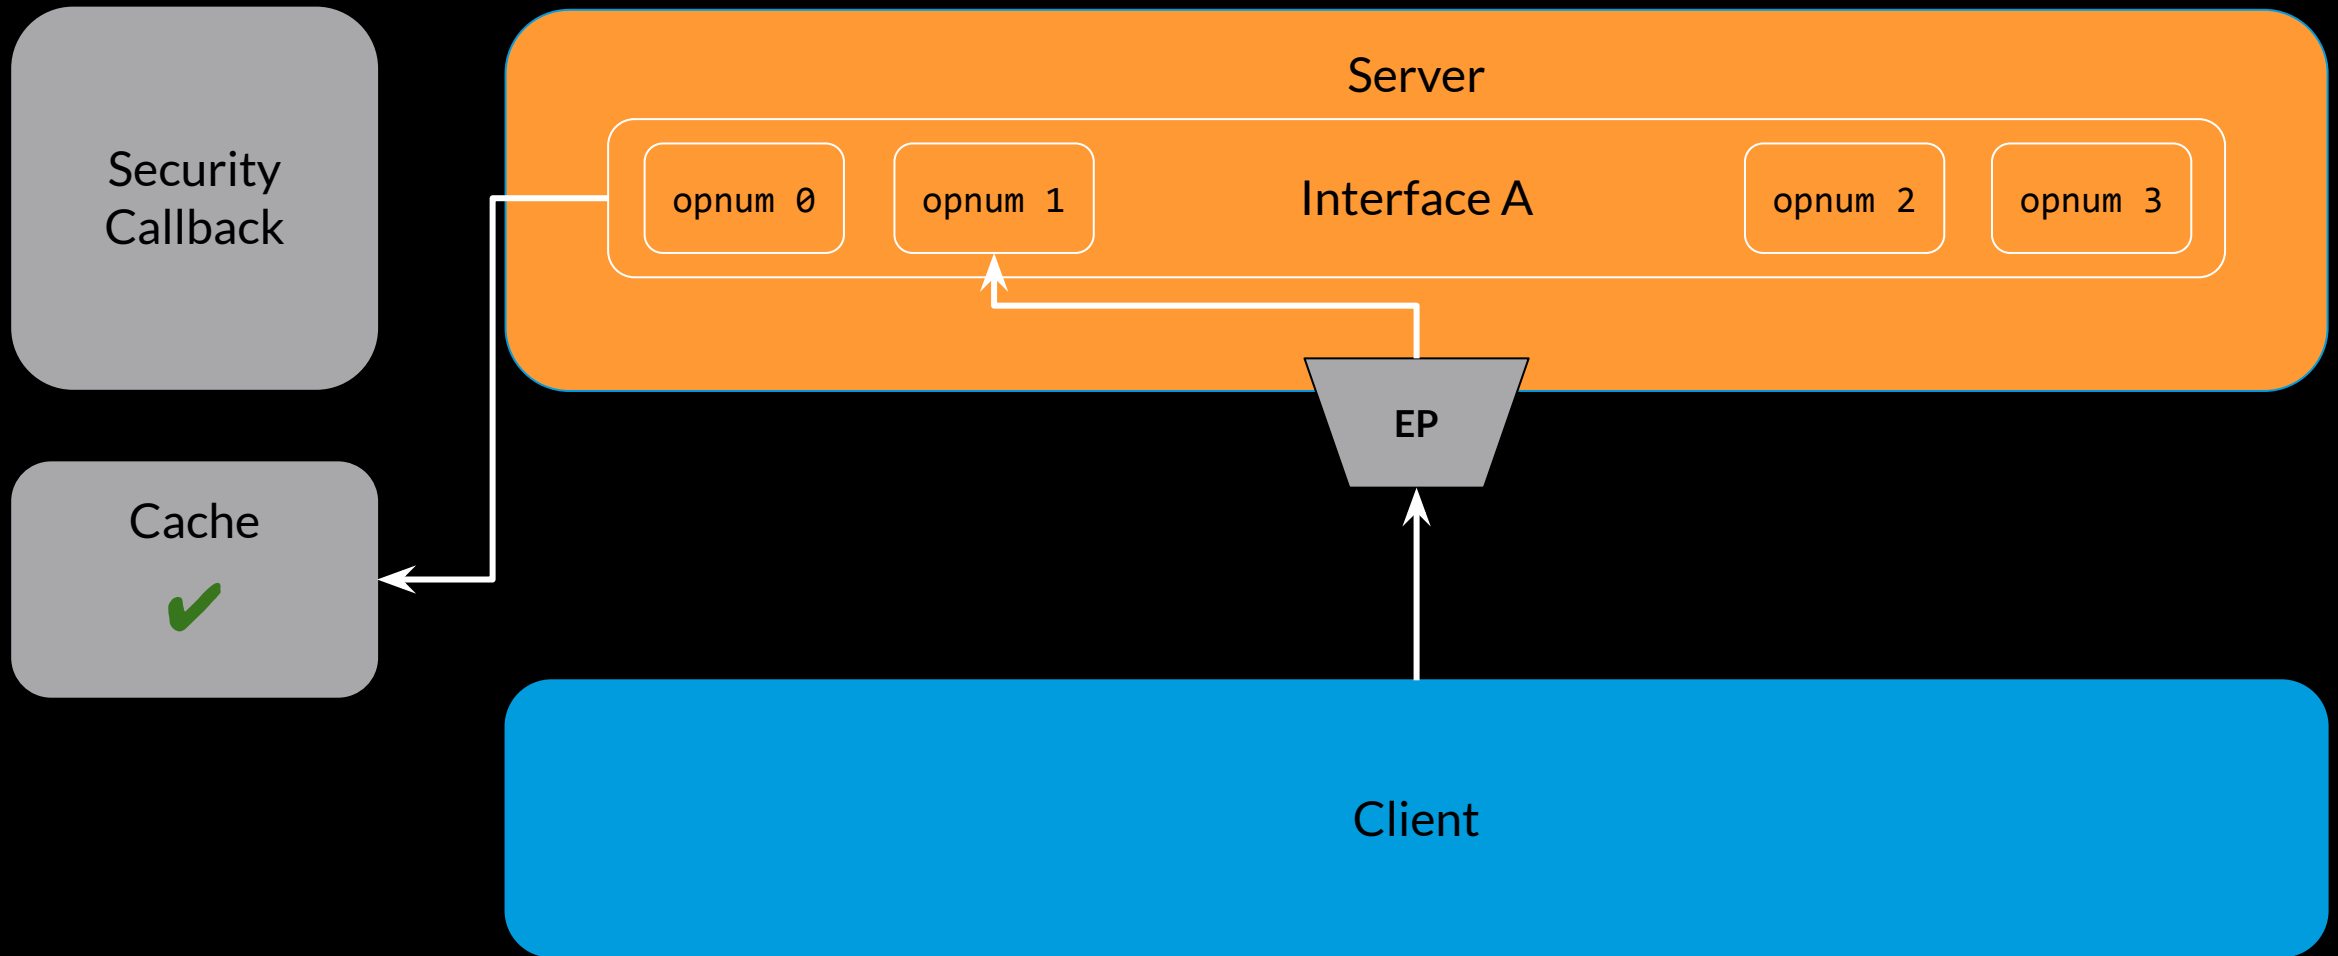 Security
Callback
Server
opnum 0
opnum 1
Interface A
opnum 2
opnum 3
EP
Cache
Client